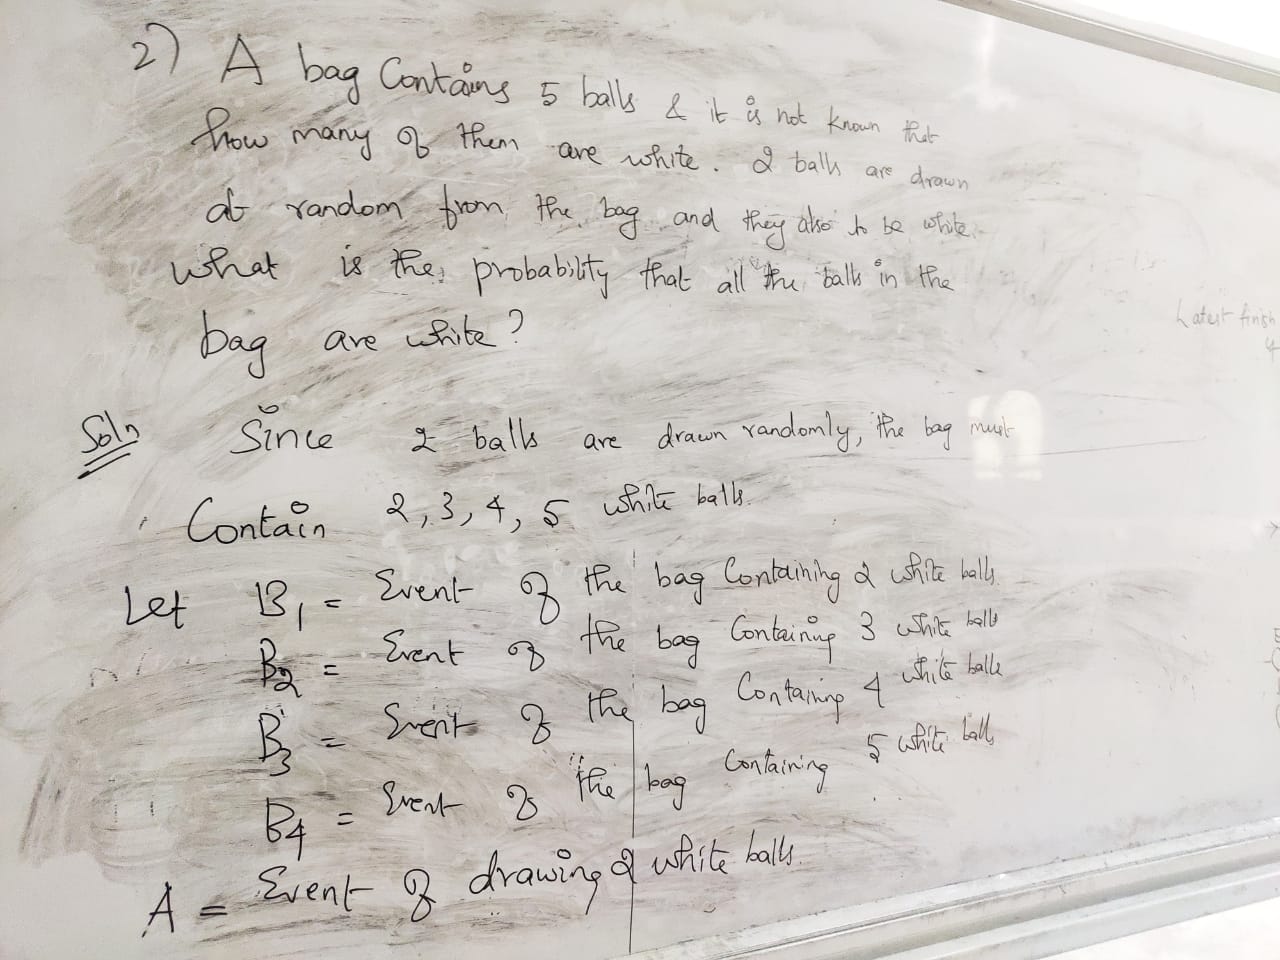 2) A bag Contains 5 balls & it is not known that
how many of them are white. 2 balls are drawn
at random from the bag and they also to be white.
what is the probability that all the balls in the
bag are white?
Latest finish
4
Soln Since 2 balls are drawn randomly, the bag must
Contain 2, 3, 4, 5 white balls.
Let B1 = Event of the bag Containing 2 white balls.
B2 = Event of the bag Containing 3 white balls
B3 = Event of the bag Containing 4 white balls
B4 = Event of the bag Containing 5 white balls
A = Event of drawing 2 white balls.